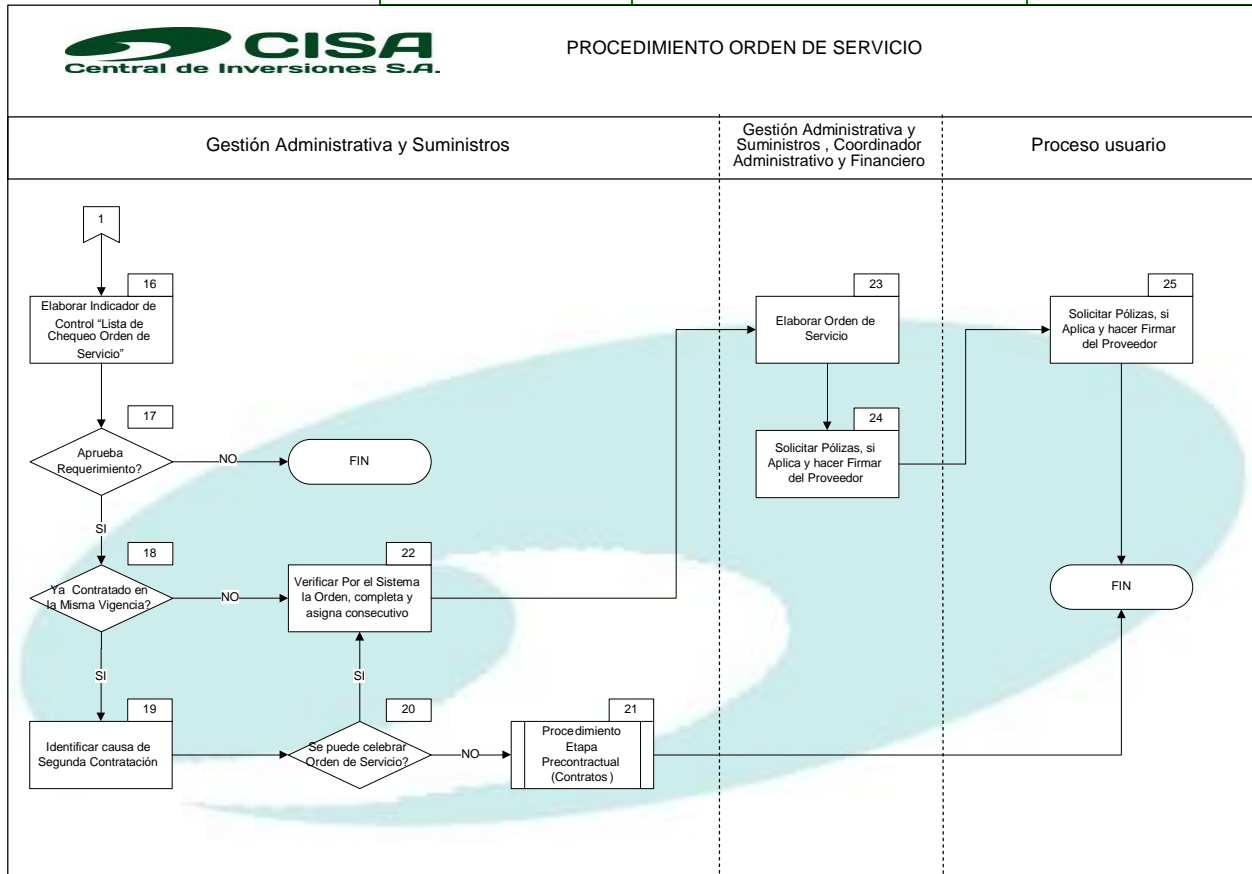 CISA
Central de Inversiones S.A.
PROCEDIMIENTO ORDEN DE SERVICIO
Gestión Administrativa y Suministros
Gestión Administrativa y
Suministros , Coordinador
Administrativo y Financiero
Proceso usuario
1
16
Elaborar Indicador de
Control “Lista de
Chequeo Orden de
Servicio”
17
Aprueba
Requerimiento?
NO
FIN
SI
18
Ya Contratado en
la Misma Vigencia?
NO
22
Verificar Por el Sistema
la Orden, completa y
asigna consecutivo
SI
SI
19
Identificar causa de
Segunda Contratación
20
Se puede celebrar
Orden de Servicio?
NO
21
Procedimiento
Etapa
Precontractual
(Contratos )
23
Elaborar Orden de
Servicio
24
Solicitar Pólizas, si
Aplica y hacer Firmar
del Proveedor
25
Solicitar Pólizas, si
Aplica y hacer Firmar
del Proveedor
FIN